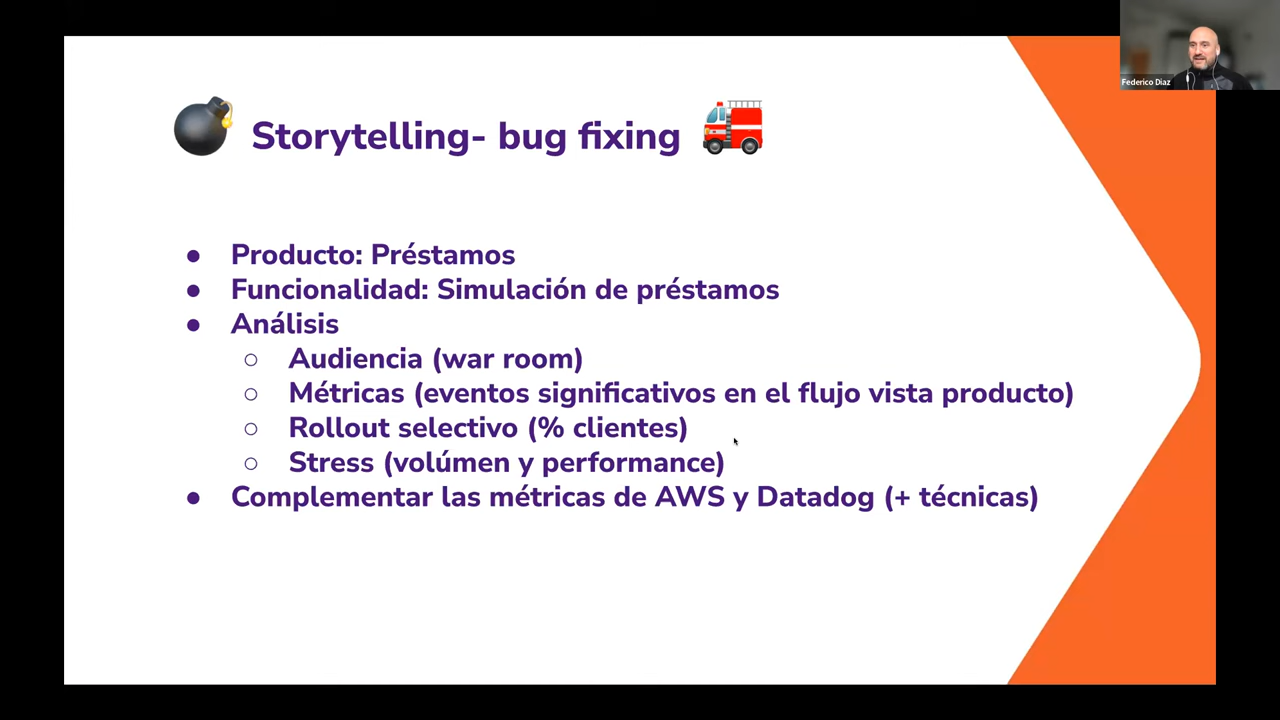 Federico Diaz
Storytelling- bug fixing
● Producto: Préstamos
● Funcionalidad: Simulación de préstamos
● Análisis
○ Audiencia (war room)
○ Métricas (eventos significativos en el flujo vista producto)
○ Rollout selectivo (% clientes)
○ Stress (volúmen y performance)
● Complementar las métricas de AWS y Datadog (+ técnicas)